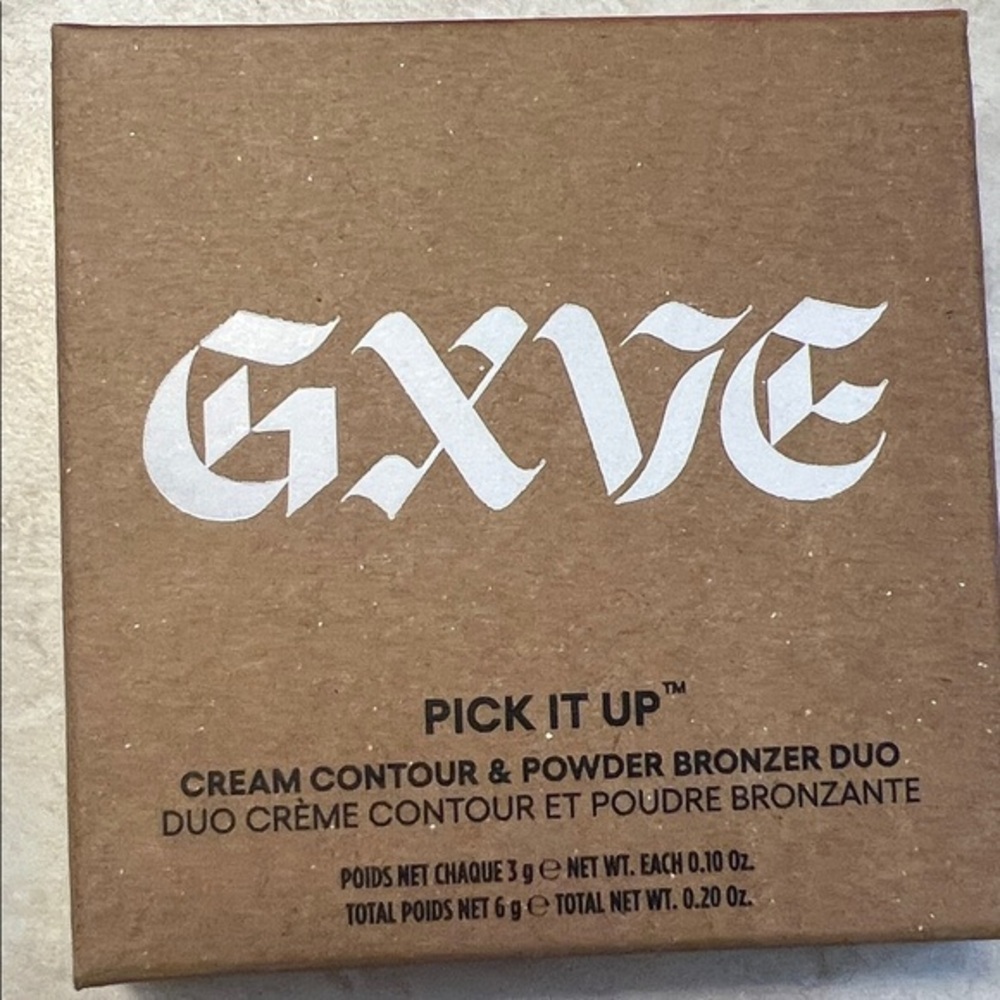 GXVE
PICK IT UP™
CREAM CONTOUR & POWDER BRONZER DUO
DUO CRÈME CONTOUR ET POUDRE BRONZANTE
POIDS NET CHAQUE 3 g ℮ NET WT. EACH 0.10 Oz.
TOTAL POIDS NET 6 g ℮ TOTAL NET WT. 0.20 Oz.